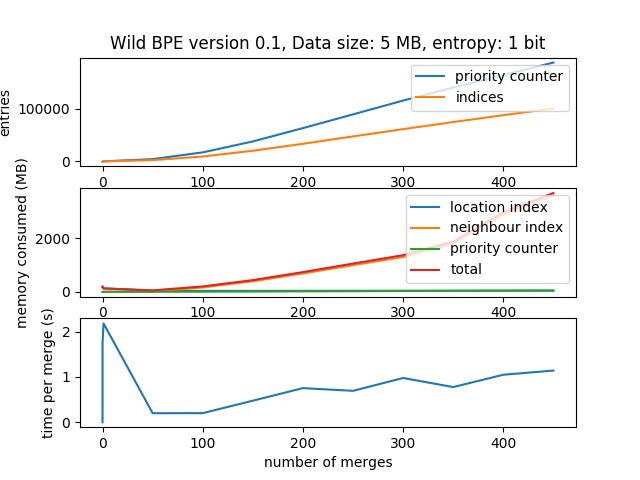 Wild BPE version 0.1, Data size: 5 MB, entropy: 1 bit
entries
100000
0
priority counter
indices
0 100 200 300 400
memory consumed (MB)
2000
0
location index
neighbour index
priority counter
total
0 100 200 300 400
time per merge (s)
2
1
0
0 100 200 300 400
number of merges